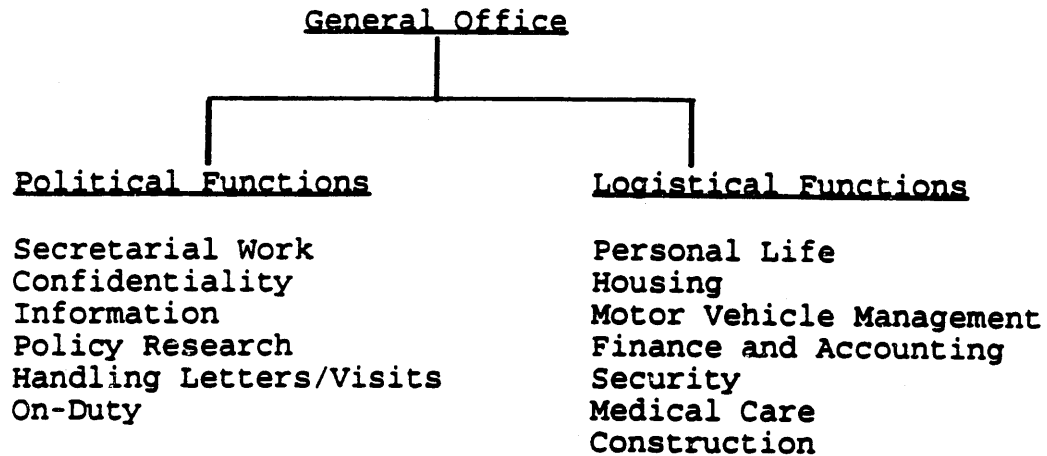 General Office
Political Functions
Secretarial Work
Confidentiality
Information
Policy Research
Handling Letters/Visits
On-Duty
Logistical Functions
Personal Life
Housing
Motor Vehicle Management
Finance and Accounting
Security
Medical Care
Construction